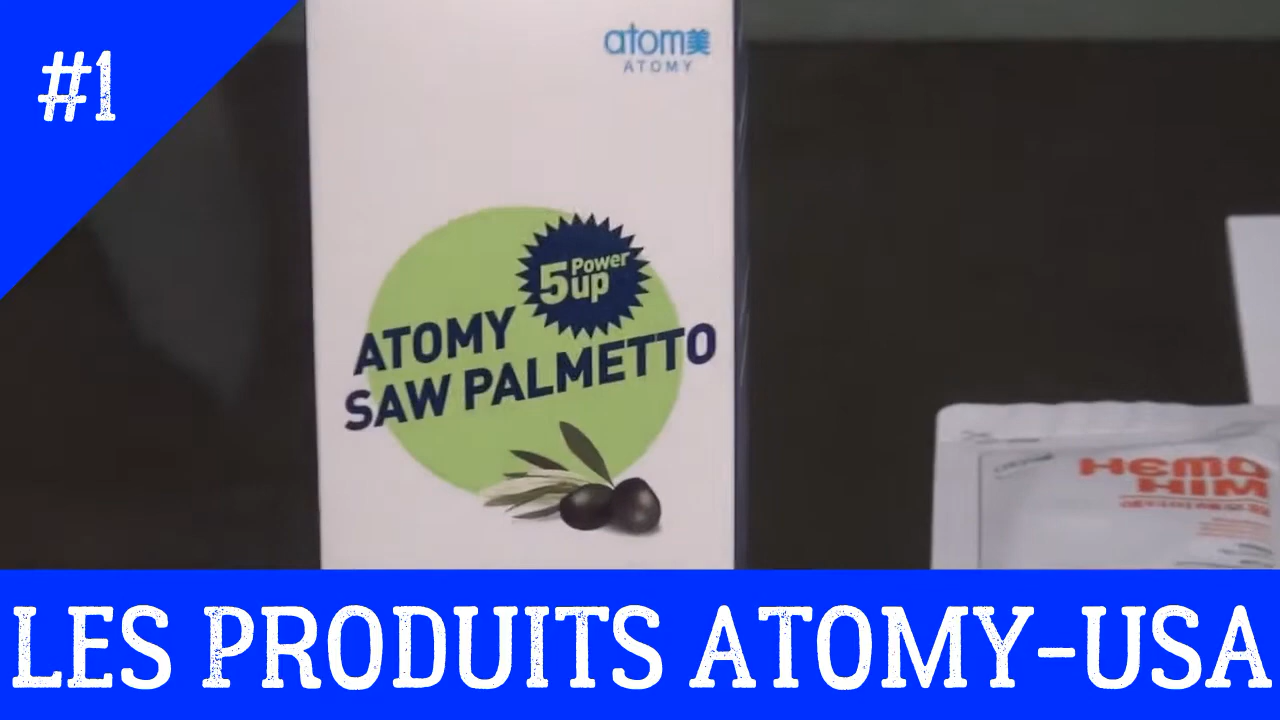 #1
atom美
ATOMY
5 Power
up
ATOMY
SAW PALMETTO
HEMO
HIM
LES PRODUITS ATOMY-USA